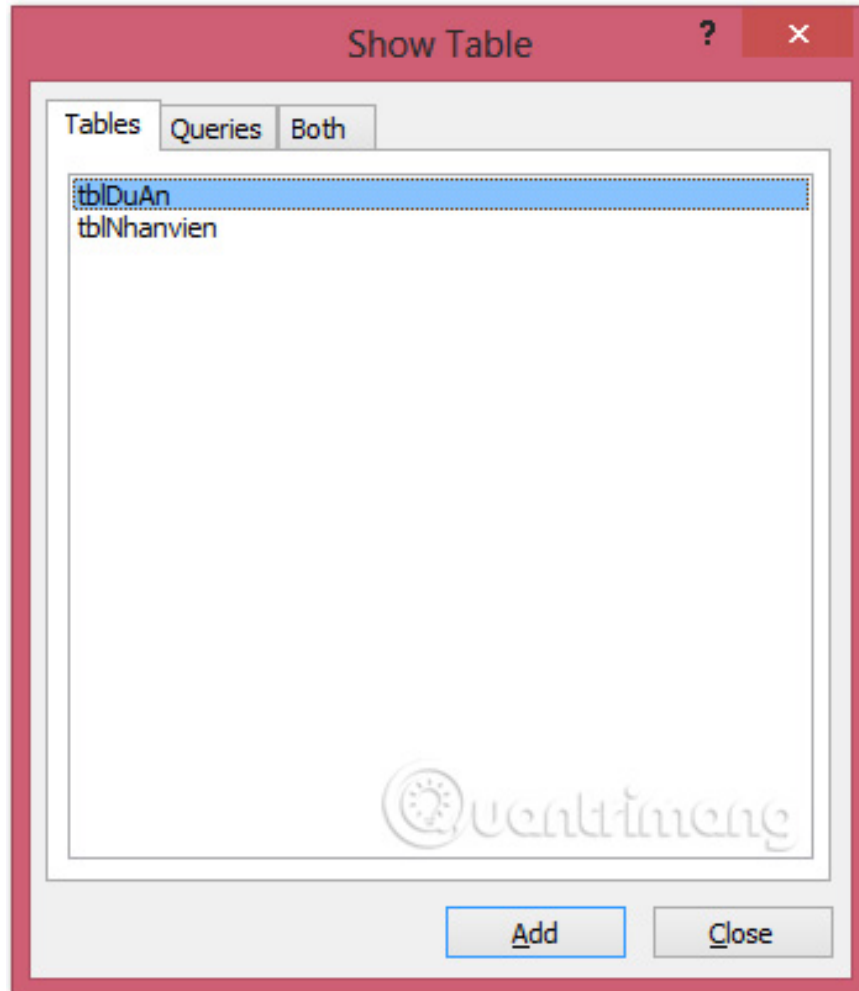 Show Table
?
Tables Queries Both
tblDuAn
tblNhanvien
Quantrimang
Add Close